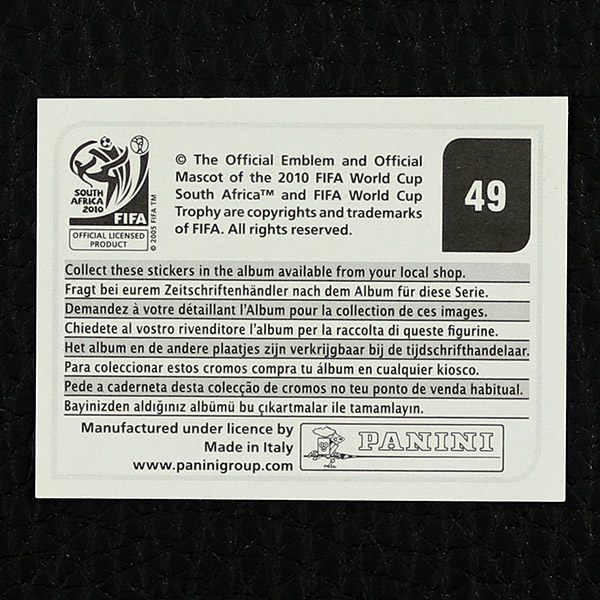 SOUTH
AFRICA
2010
FIFA
OFFICIAL LICENSED
PRODUCT
© 2005 FIFA TM
© The Official Emblem and Official
Mascot of the 2010 FIFA World Cup
South Africa™ and FIFA World Cup
Trophy are copyrights and trademarks
of FIFA. All rights reserved.
49
Collect these stickers in the album available from your local shop.
Fragt bei eurem Zeitschriftenhändler nach dem Album für diese Serie.
Demandez à votre détaillant l'Album pour la collection de ces images.
Chiedete al vostro rivenditore l'album per la raccolta di queste figurine.
Het album en de andere plaatjes zijn verkrijgbaar bij de tijdschrifthandelaar.
Para coleccionar estos cromos compra tu álbum en cualquier kiosco.
Pede a caderneta desta colecção de cromos no teu ponto de venda habitual.
Bayinizden aldığınız albümü bu çıkartmalar ile tamamlayın.
Manufactured under licence by
Made in Italy
www.paninigroup.com
PANINI